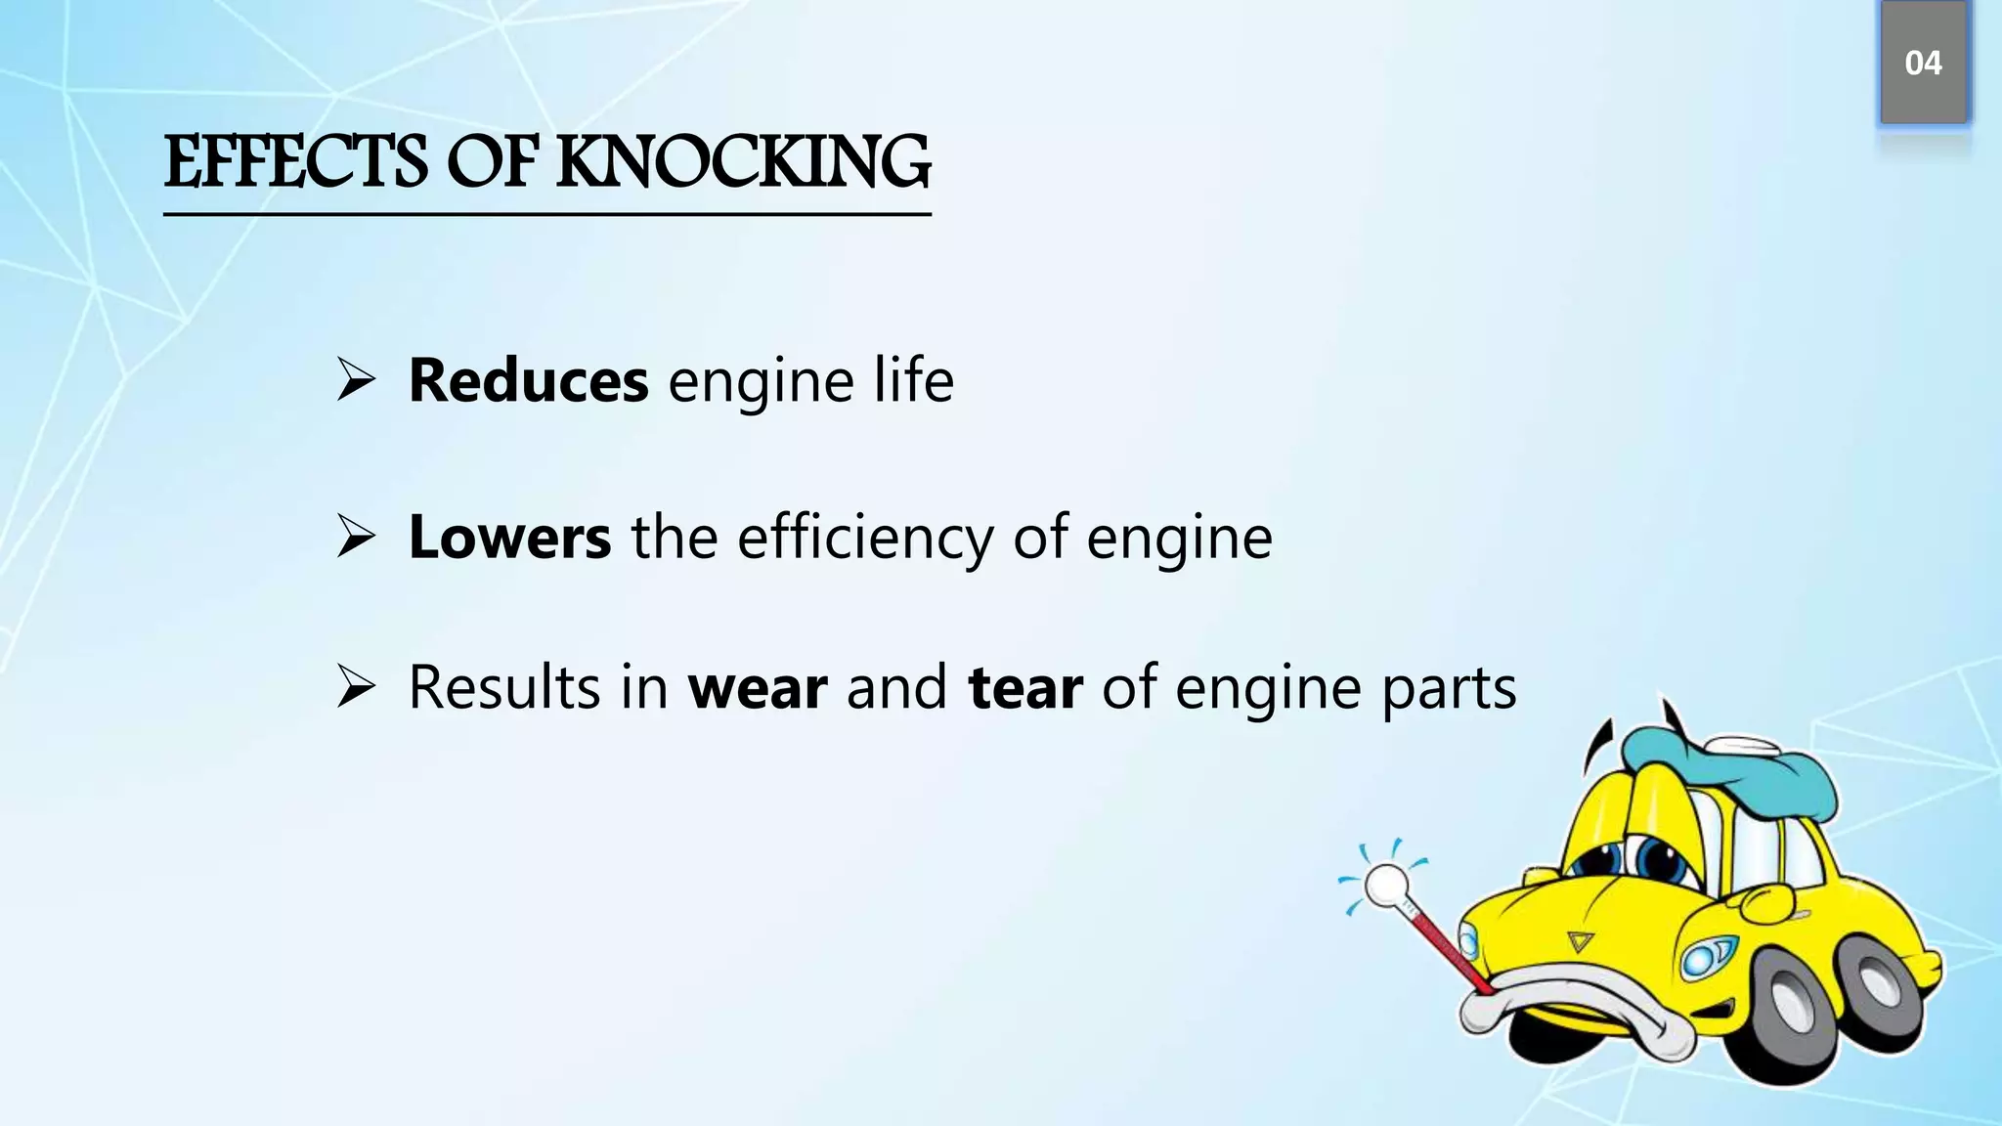 04
EFFECTS OF KNOCKING
➢ Reduces engine life
➢ Lowers the efficiency of engine
➢ Results in wear and tear of engine parts